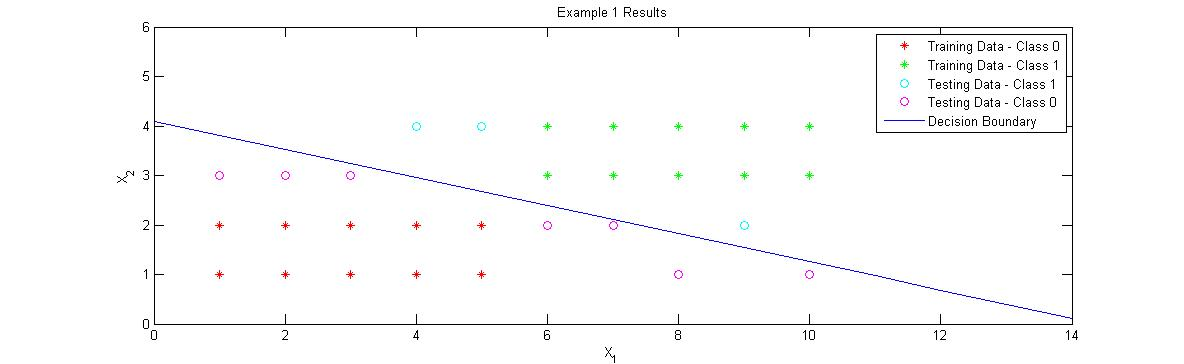 Example 1 Results
6
5
4
3
2
1
0
X2
0 2 4 6 8 10 12 14
X1
Training Data - Class 0
Training Data - Class 1
Testing Data - Class 1
Testing Data - Class 0
Decision Boundary